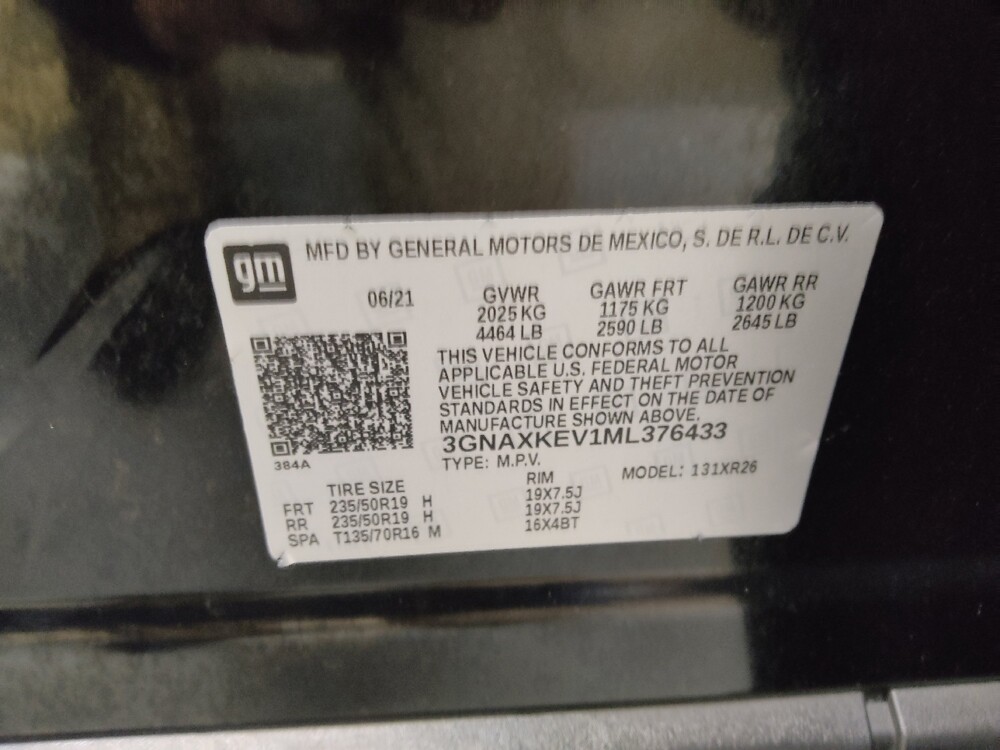 gm
MFD BY GENERAL MOTORS DE MEXICO, S. DE R.L. DE C.V.
06/21
GVWR GAWR FRT GAWR RR
2025 KG 1175 KG 1200 KG
4464 LB 2590 LB 2645 LB
THIS VEHICLE CONFORMS TO ALL
APPLICABLE U.S. FEDERAL MOTOR
VEHICLE SAFETY AND THEFT PREVENTION
STANDARDS IN EFFECT ON THE DATE OF
MANUFACTURE SHOWN ABOVE.
3GNAXKEV1ML376433
384A
TYPE: M.P.V. MODEL: 131XR26
TIRE SIZE RIM
FRT 235/50R19 H 19X7.5J
RR 235/50R19 H 19X7.5J
SPA T135/70R16 M 16X4BT